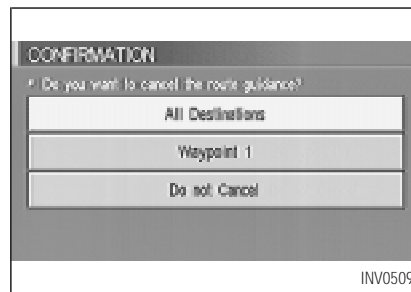 CONFIRMATION
* Do you want to cancel the route guidance?
All Destinations
Waypoint 1
Do not Cancel
INV0509